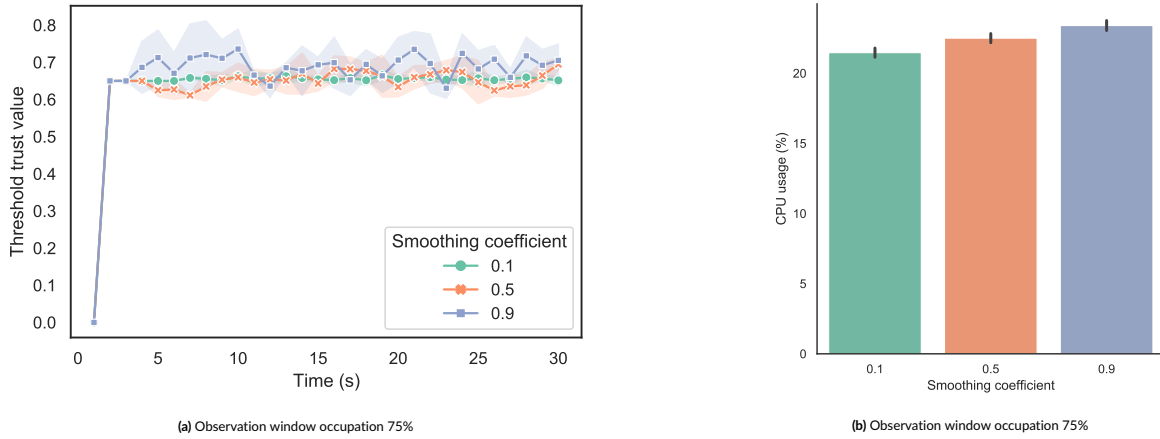 0.8
0.7
0.6
0.5
0.4
0.3
0.2
0.1
0.0
Threshold trust value
Smoothing coefficient
0.1
0.5
0.9
0 5 10 15 20 25 30
Time (s)
(a) Observation window occupation 75%
20
15
10
5
0
CPU usage (%)
0.1 0.5 0.9
Smoothing coefficient
(b) Observation window occupation 75%